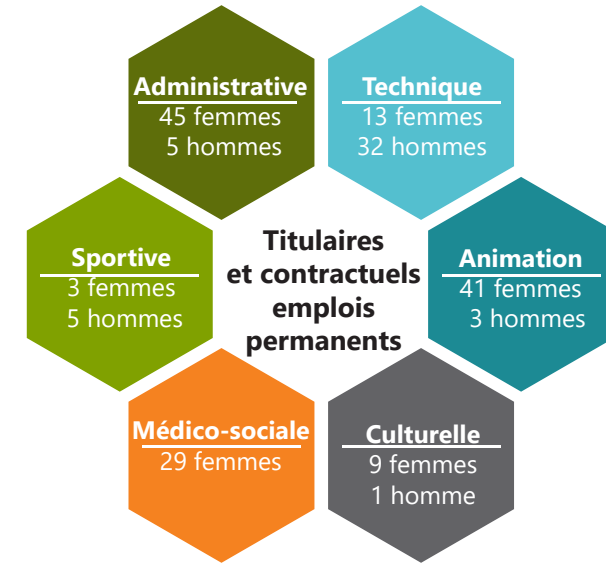 Administrative
45 femmes
5 hommes
Technique
13 femmes
32 hommes
Sportive
3 femmes
5 hommes
Titulaires
et contractuels
emplois
permanents
Animation
41 femmes
3 hommes
Médico-sociale
29 femmes
Culturelle
9 femmes
1 homme